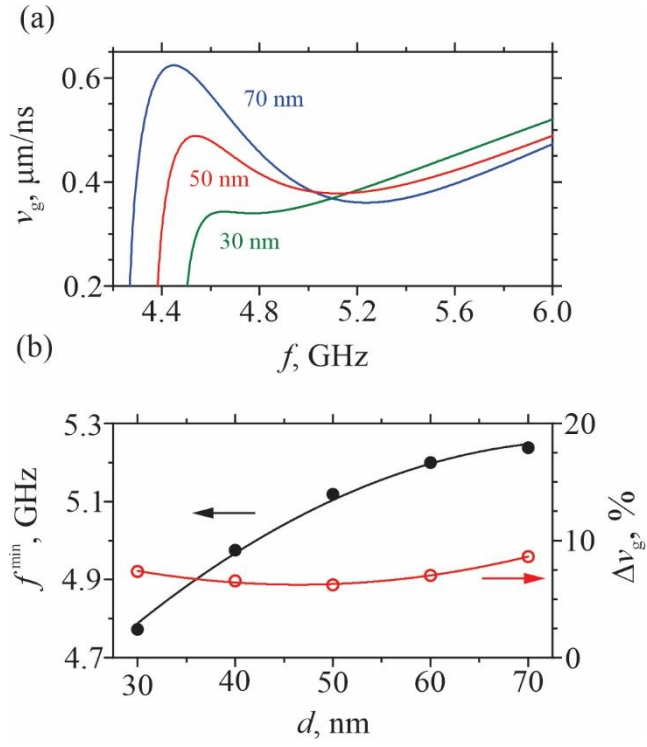 (a)
0.6
0.4
0.2
v_g, μm/ns
70 nm
50 nm
30 nm
4.4 4.8 5.2 5.6 6.0
f, GHz
(b)
5.3
5.1
4.9
4.7
f^min, GHz
20
10
0
Δv_g, %
30 40 50 60 70
d, nm